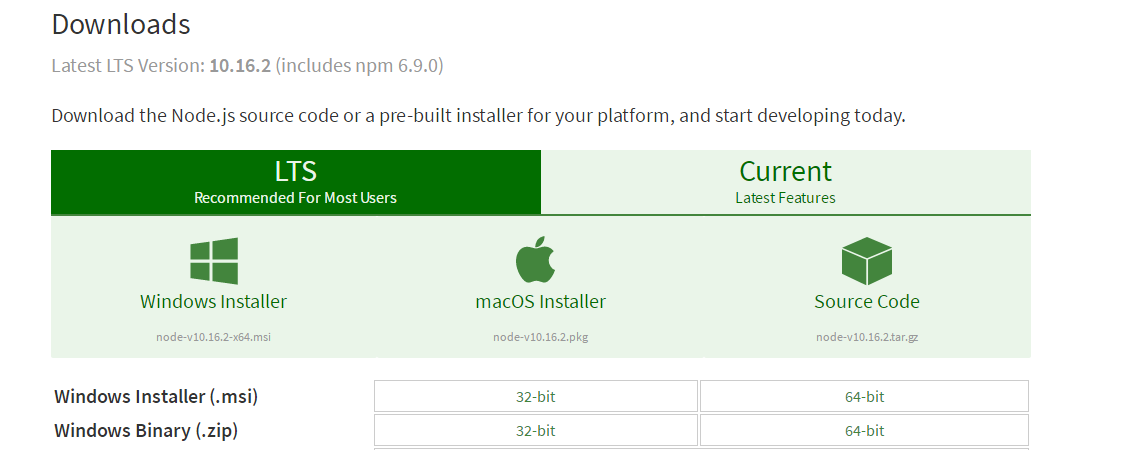 Downloads
Latest LTS Version: 10.16.2 (includes npm 6.9.0)
Download the Node.js source code or a pre-built installer for your platform, and start developing today.
LTS
Recommended For Most Users
Current
Latest Features
Windows Installer
node-v10.16.2-x64.msi
macOS Installer
node-v10.16.2.pkg
Source Code
node-v10.16.2.tar.gz
Windows Installer (.msi) 32-bit 64-bit
Windows Binary (.zip) 32-bit 64-bit